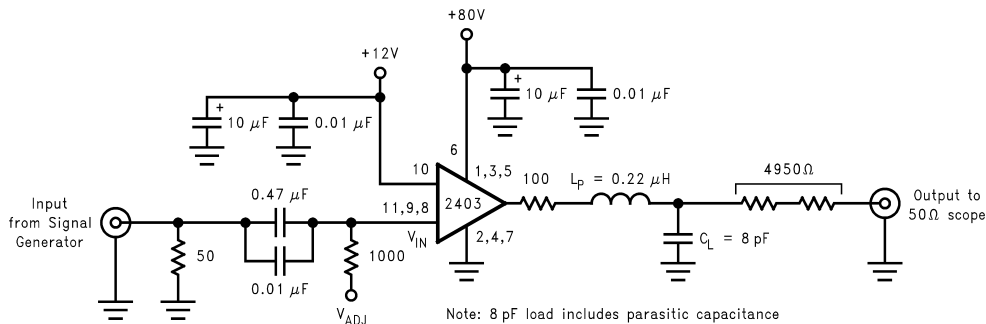 +80V
+12V
+
10 µF
0.01 µF
+
10 µF
0.01 µF
6
10
1,3,5
2403
11,9,8
V_IN
2,4,7
100
L_P = 0.22 µH
4950Ω
Output to
50Ω scope
Input
from Signal
Generator
0.47 µF
50
0.01 µF
1000
V_ADJ
C_L = 8 pF
Note: 8 pF load includes parasitic capacitance